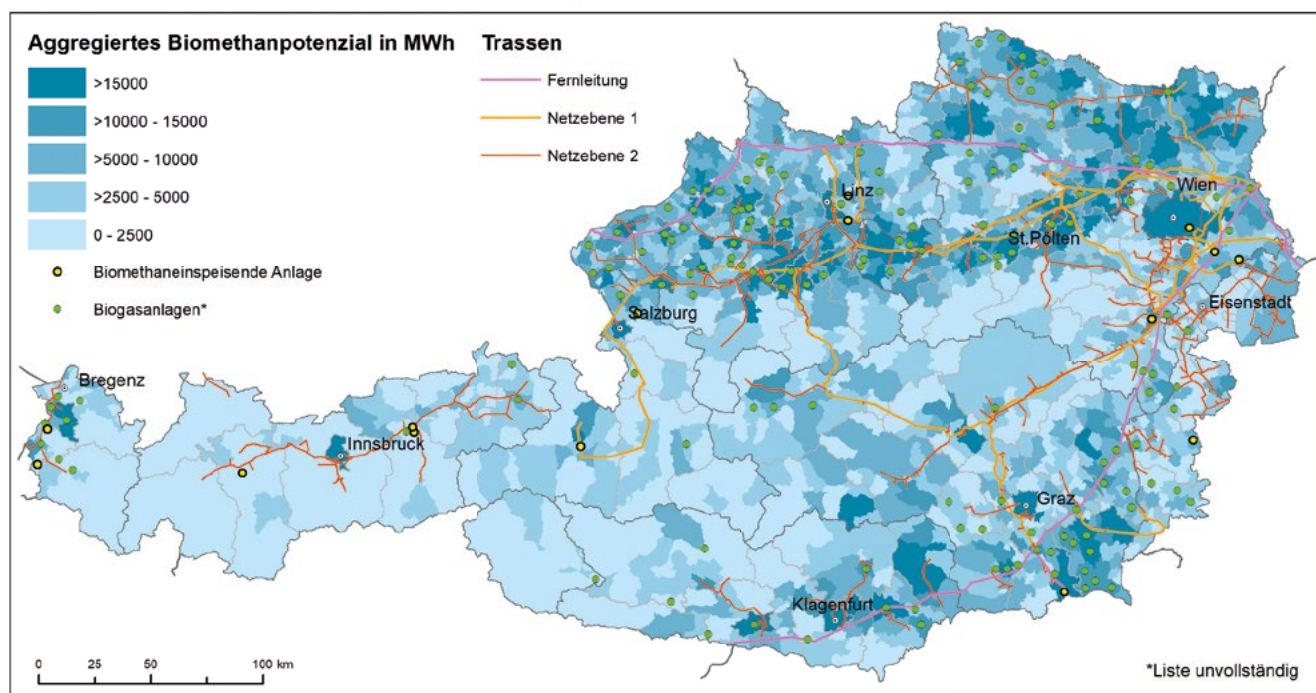 Aggregiertes Biomethanpotenzial in MWh
>15000
>10000 - 15000
>5000 - 10000
>2500 - 5000
0 - 2500
Biomethaneinspeisende Anlage
Biogasanlagen*
Trassen
Fernleitung
Netzebene 1
Netzebene 2
Linz
Wien
St.Pölten
Eisenstadt
Salzburg
Bregenz
Innsbruck
Graz
Klagenfurt
0 25 50 100 km
*Liste unvollständig